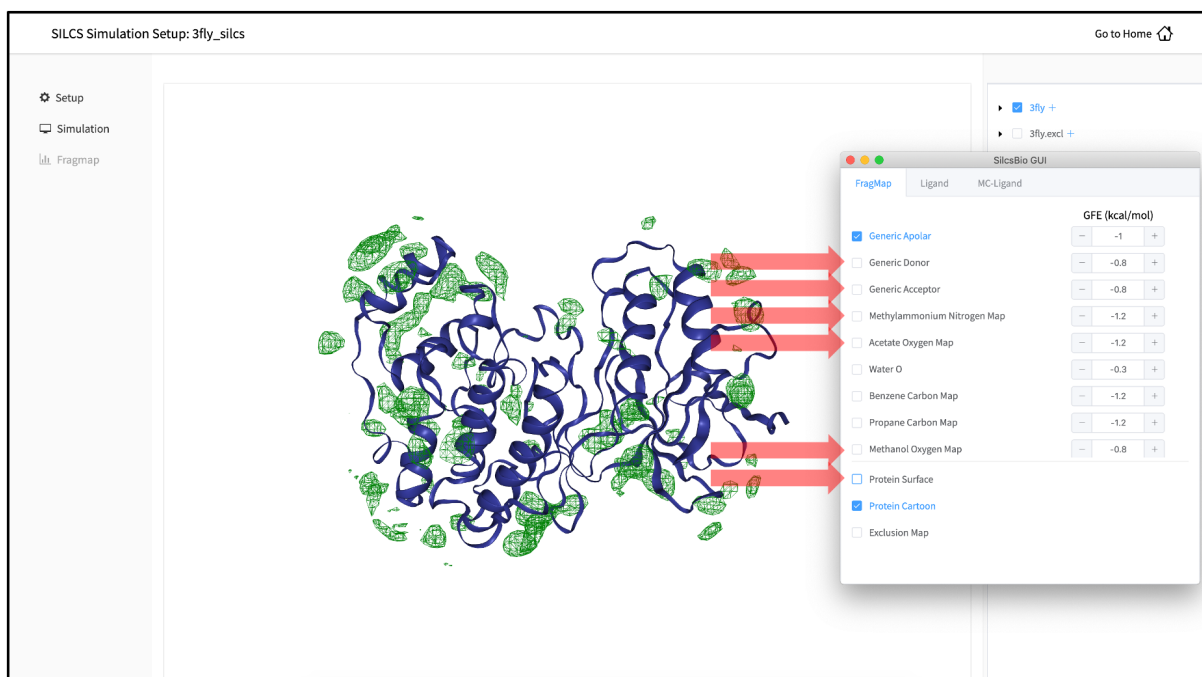 SILCS Simulation Setup: 3fly_silcs
Go to Home
Setup
Simulation
Fragmap
3fly +
3fly.excl +
SilcsBio GUI
FragMap Ligand MC-Ligand
GFE (kcal/mol)
Generic Apolar - -1 +
Generic Donor - -0.8 +
Generic Acceptor - -0.8 +
Methylammonium Nitrogen Map - -1.2 +
Acetate Oxygen Map - -1.2 +
Water O - -0.3 +
Benzene Carbon Map - -1.2 +
Propane Carbon Map - -1.2 +
Methanol Oxygen Map - -0.8 +
Protein Surface
Protein Cartoon
Exclusion Map